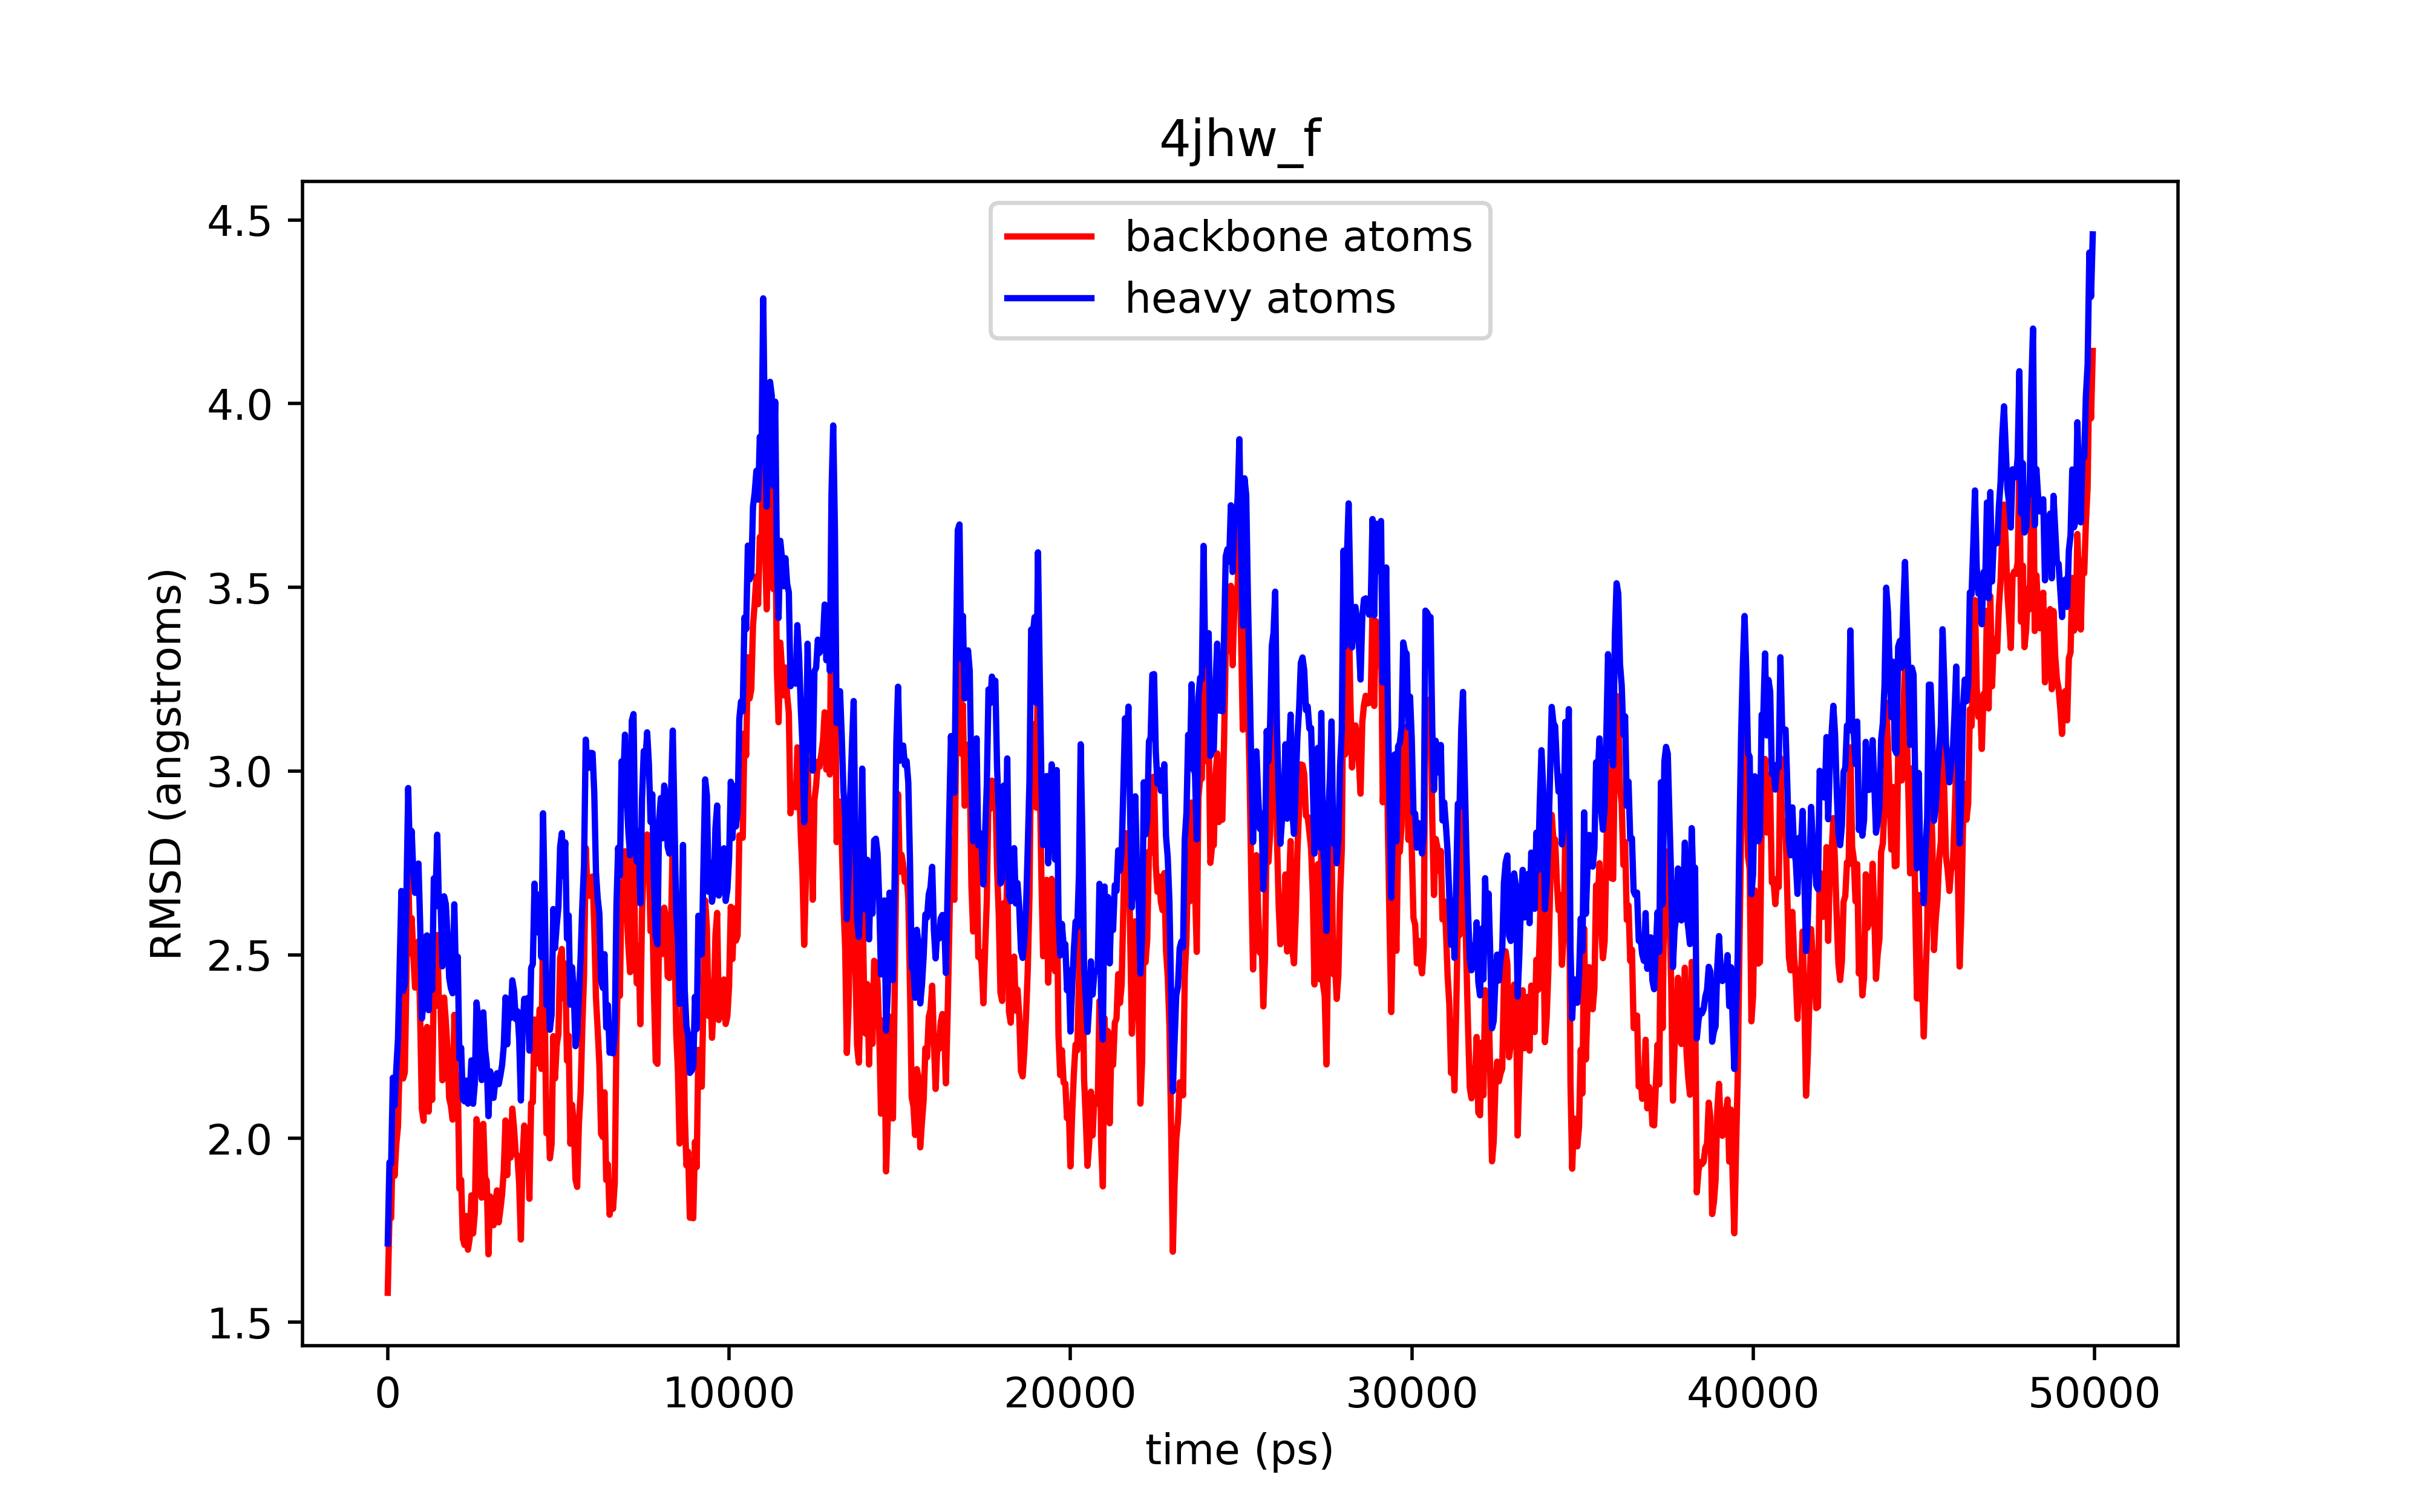 4jhw_f
backbone atoms
heavy atoms
RMSD (angstroms)
4.5
4.0
3.5
3.0
2.5
2.0
1.5
0 10000 20000 30000 40000 50000
time (ps)